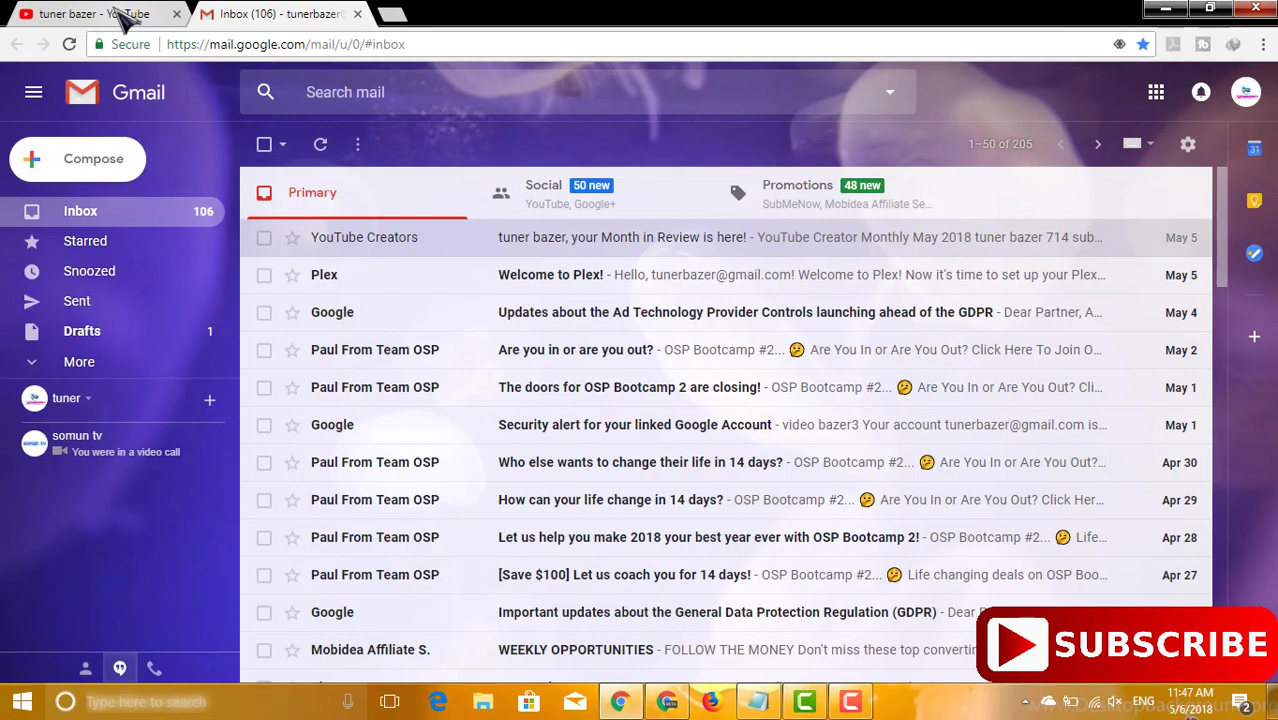 tuner bazer - YouTube
Inbox (106) - tunerbazer@
Secure https://mail.google.com/mail/u/0/#inbox
Gmail
Search mail
Compose
1–50 of 205
Inbox 106
Starred
Snoozed
Sent
Drafts 1
More
tuner
somun tv
You were in a video call
Primary
Social 50 new
YouTube, Google+
Promotions 48 new
SubMeNow, Mobidea Affiliate Se...
YouTube Creators tuner bazer, your Month in Review is here! - YouTube Creator Monthly May 2018 tuner bazer 714 sub... May 5
Plex Welcome to Plex! - Hello, tunerbazer@gmail.com! Welcome to Plex! Now it's time to set up your Plex... May 5
Google Updates about the Ad Technology Provider Controls launching ahead of the GDPR - Dear Partner, A... May 4
Paul From Team OSP Are you in or are you out? - OSP Bootcamp #2... 🤔 Are You In or Are You Out? Click Here To Join O... May 2
Paul From Team OSP The doors for OSP Bootcamp 2 are closing! - OSP Bootcamp #2... 🤔 Are You In or Are You Out? Cli... May 1
Google Security alert for your linked Google Account - video bazer3 Your account tunerbazer@gmail.com is... May 1
Paul From Team OSP Who else wants to change their life in 14 days? - OSP Bootcamp #2... 🤔 Are You In or Are You Out?... Apr 30
Paul From Team OSP How can your life change in 14 days? - OSP Bootcamp #2... 🤔 Are You In or Are You Out? Click Her... Apr 29
Paul From Team OSP Let us help you make 2018 your best year ever with OSP Bootcamp 2! - OSP Bootcamp #2... 🤔 Life... Apr 28
Paul From Team OSP [Save $100] Let us coach you for 14 days! - OSP Bootcamp #2... 🤔 Life changing deals on OSP Boo... Apr 27
Google Important updates about the General Data Protection Regulation (GDPR) - Dear
Mobidea Affiliate S. WEEKLY OPPORTUNITIES - FOLLOW THE MONEY Don't miss these top convertin
SUBSCRIBE
Type here to search
ENG
11:47 AM
5/6/2018
2